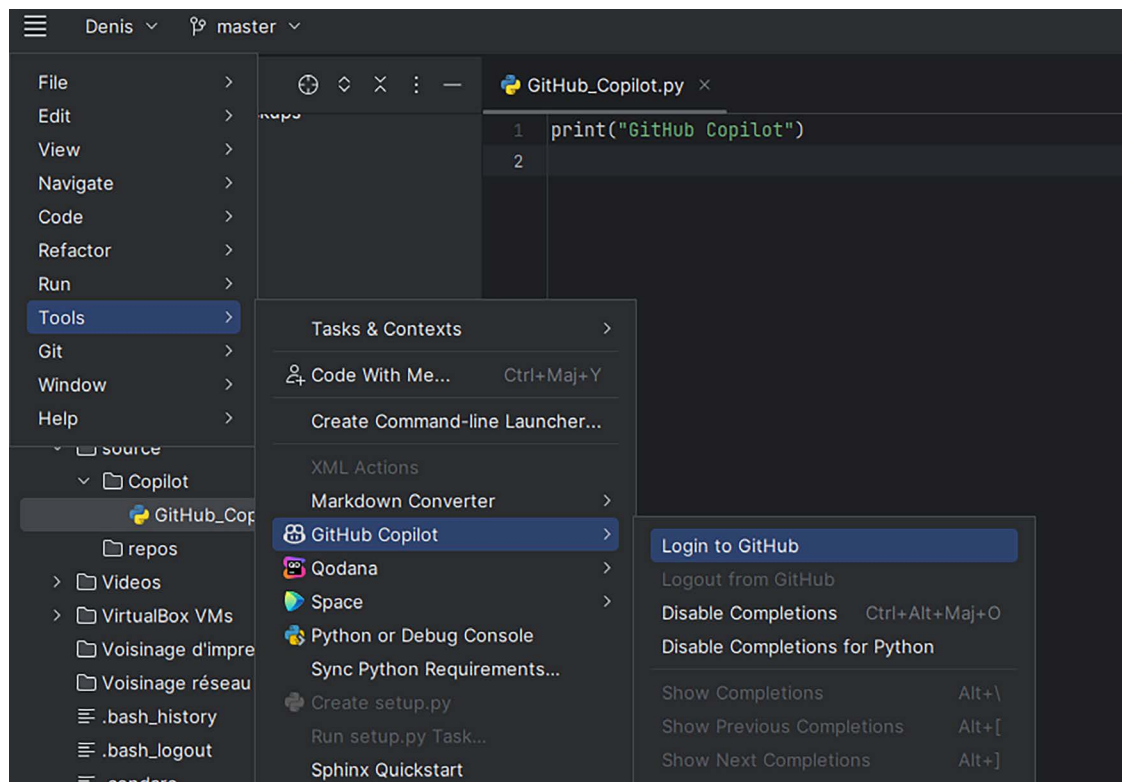 Denis master
File
Edit
View
Navigate
Code
Refactor
Run
Tools
Git
Window
Help
GitHub_Copilot.py
1 print("GitHub Copilot")
2
source
Copilot
GitHub_Cop
repos
Videos
VirtualBox VMs
Voisinage d'impre
Voisinage réseau
.bash_history
.bash_logout
Tasks & Contexts
Code With Me... Ctrl+Maj+Y
Create Command-line Launcher...
XML Actions
Markdown Converter
GitHub Copilot
Qodana
Space
Python or Debug Console
Sync Python Requirements...
Create setup.py
Run setup.py Task...
Sphinx Quickstart
Login to GitHub
Logout from GitHub
Disable Completions Ctrl+Alt+Maj+O
Disable Completions for Python
Show Completions Alt+\
Show Previous Completions Alt+[
Show Next Completions Alt+]